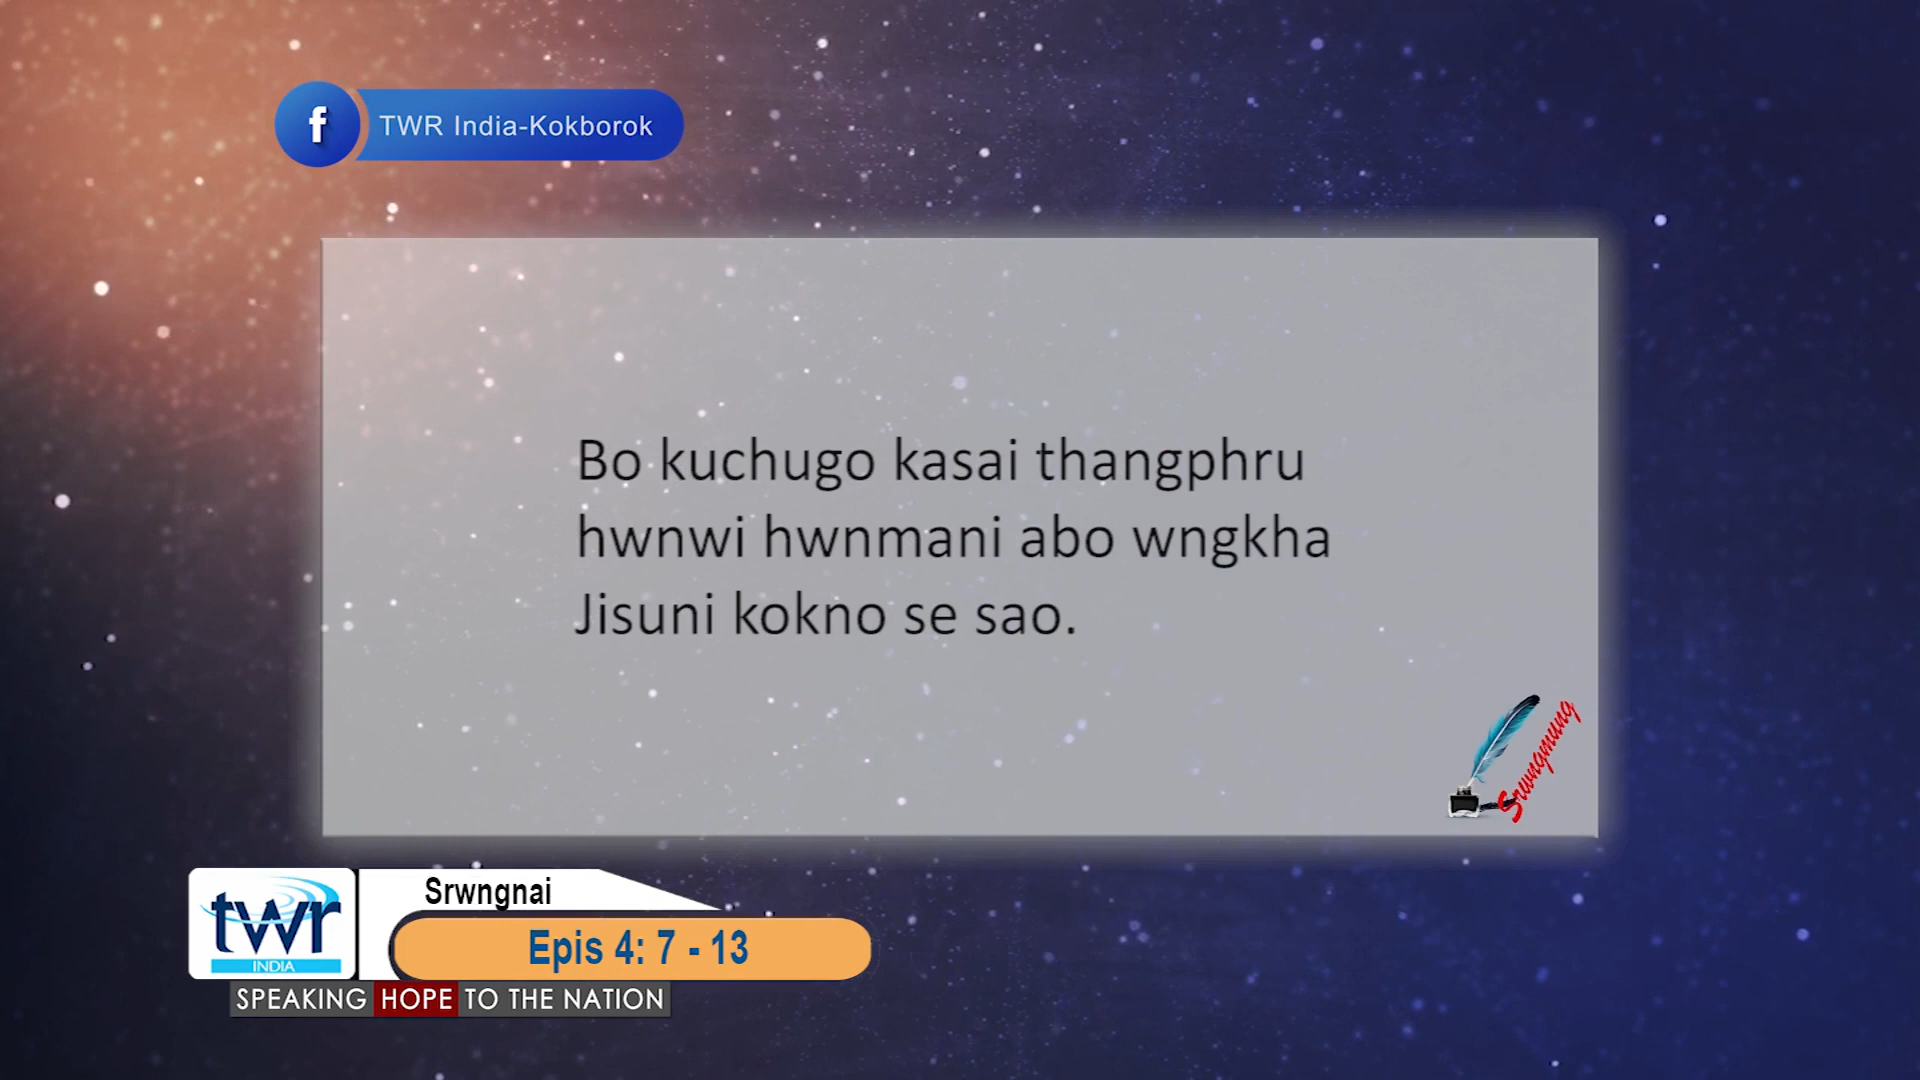 f TWR India-Kokborok
Bo kuchugo kasai thangphru
hwnwi hwnmani abo wngkha
Jisuni kokno se sao.
Srwngmung
twr
INDIA
Srwngnai
Epis 4: 7 - 13
SPEAKING HOPE TO THE NATION